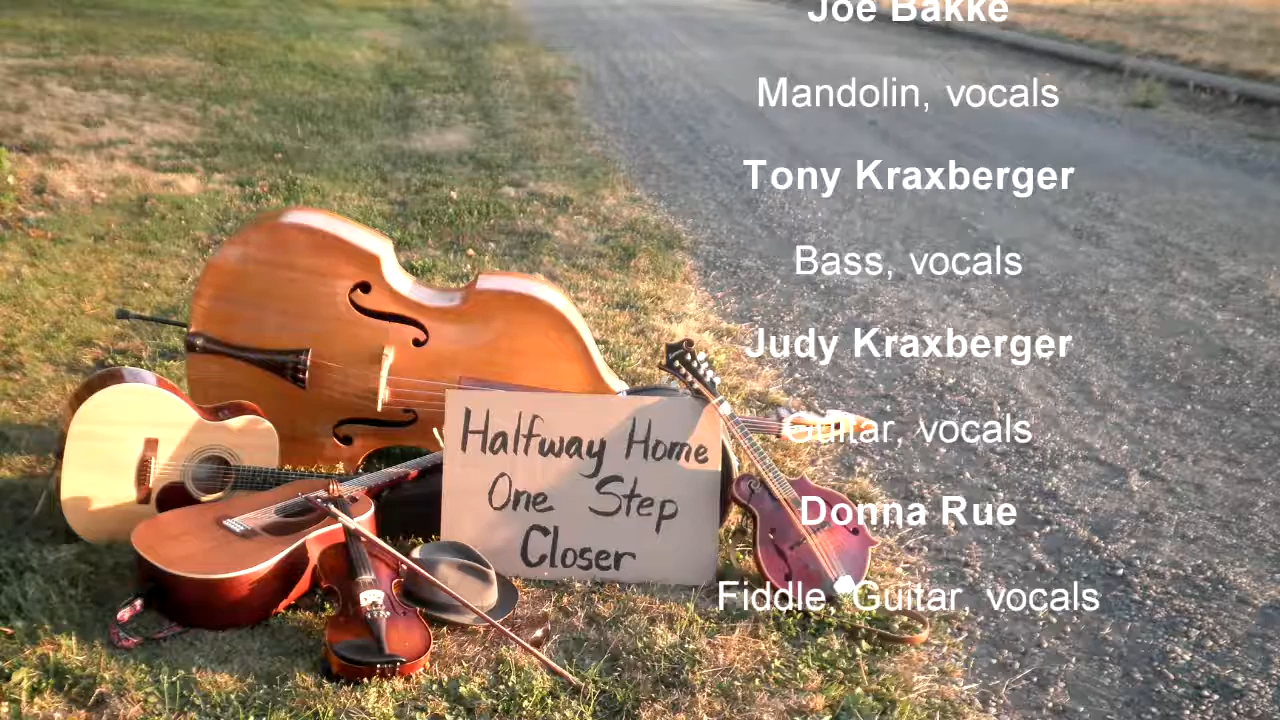 Joe Bakke
Mandolin, vocals
Tony Kraxberger
Bass, vocals
Judy Kraxberger
Guitar, vocals
Donna Rue
Fiddle, Guitar, vocals
Halfway Home
One Step
Closer